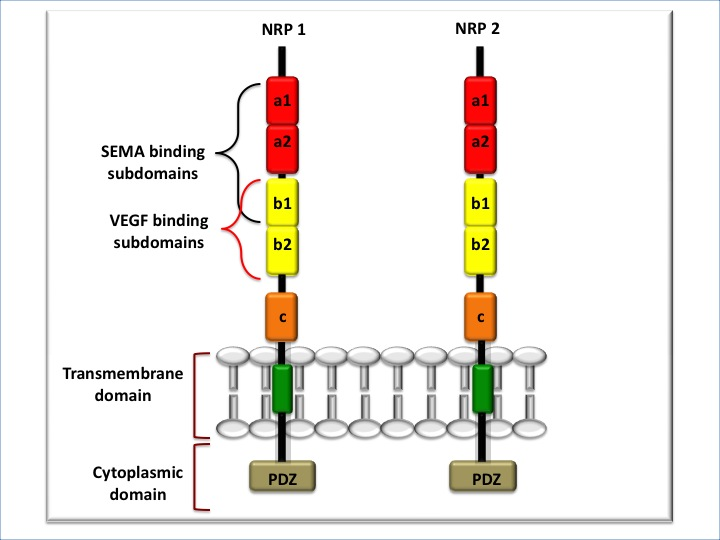 NRP 1
NRP 2
a1
a1
a2
a2
SEMA binding
subdomains
b1
b1
VEGF binding
subdomains
b2
b2
c
c
Transmembrane
domain
Cytoplasmic
domain
PDZ
PDZ